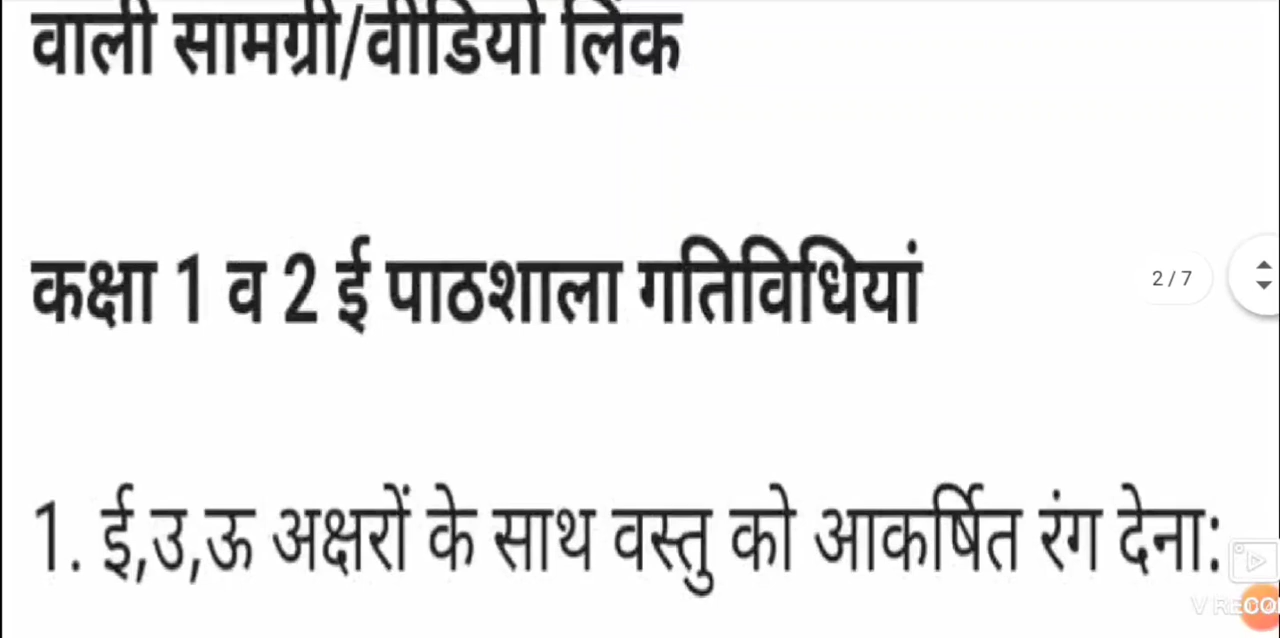 वाली सामग्री/वीडियो लिंक
कक्षा 1 व 2 ई पाठशाला गतिविधियां
2 / 7
1. ई,उ,ऊ अक्षरों के साथ वस्तु को आकर्षित रंग देना: